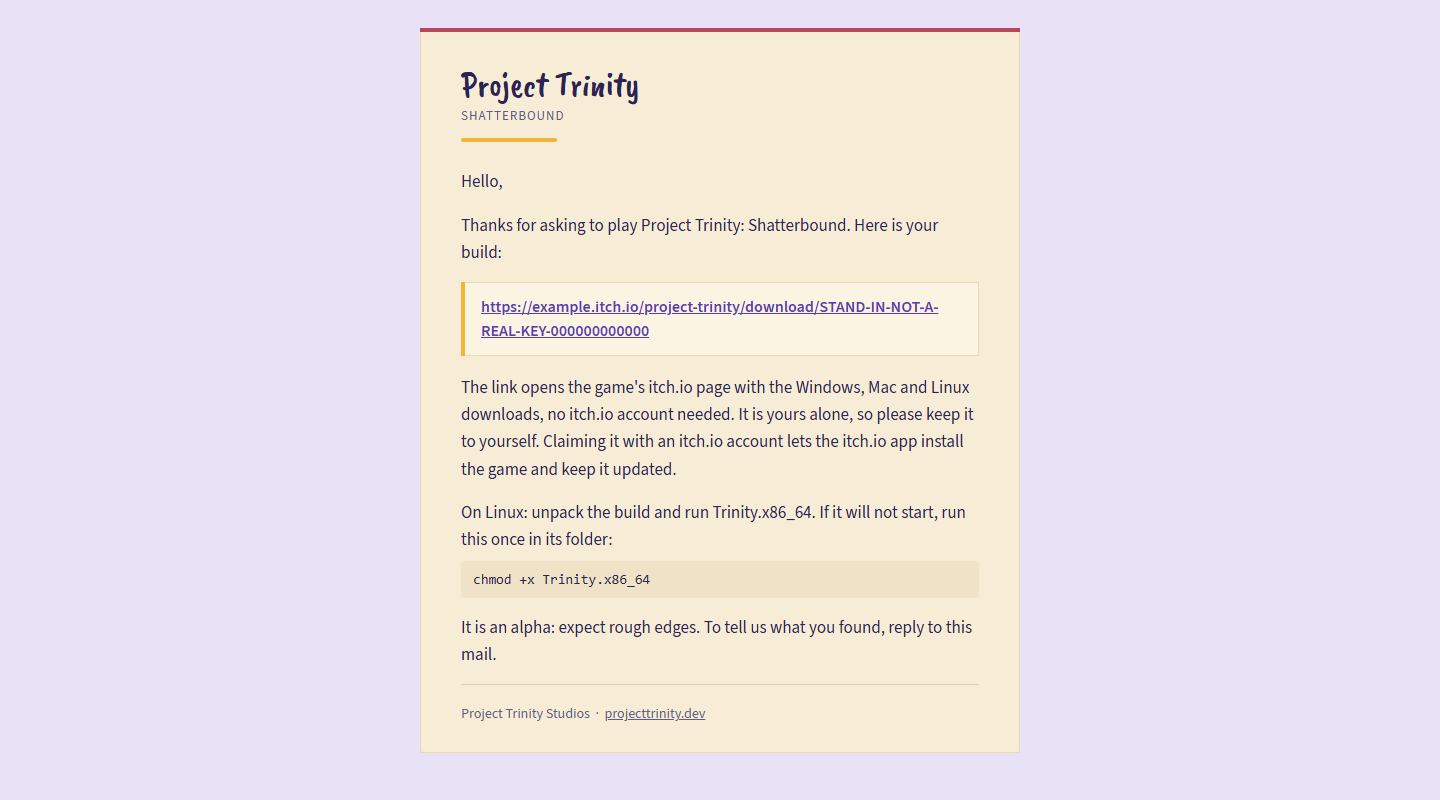 Project Trinity
SHATTERBOUND
Hello,
Thanks for asking to play Project Trinity: Shatterbound. Here is your
build:
https://example.itch.io/project-trinity/download/STAND-IN-NOT-A-
REAL-KEY-000000000000
The link opens the game's itch.io page with the Windows, Mac and Linux
downloads, no itch.io account needed. It is yours alone, so please keep it
to yourself. Claiming it with an itch.io account lets the itch.io app install
the game and keep it updated.
On Linux: unpack the build and run Trinity.x86_64. If it will not start, run
this once in its folder:
chmod +x Trinity.x86_64
It is an alpha: expect rough edges. To tell us what you found, reply to this
mail.
Project Trinity Studios · projecttrinity.dev